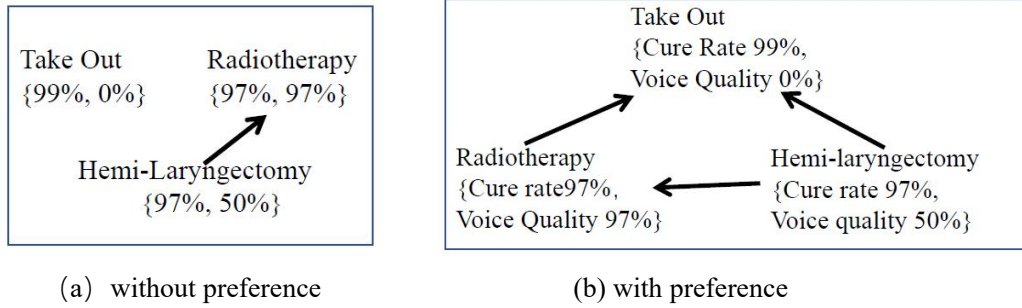 Take Out
{99%, 0%}
Radiotherapy
{97%, 97%}
Hemi-Laryngectomy
{97%, 50%}
(a) without preference
Take Out
{Cure Rate 99%,
Voice Quality 0%}
Radiotherapy
{Cure rate97%,
Voice Quality 97%}
Hemi-laryngectomy
{Cure rate 97%,
Voice quality 50%}
(b) with preference